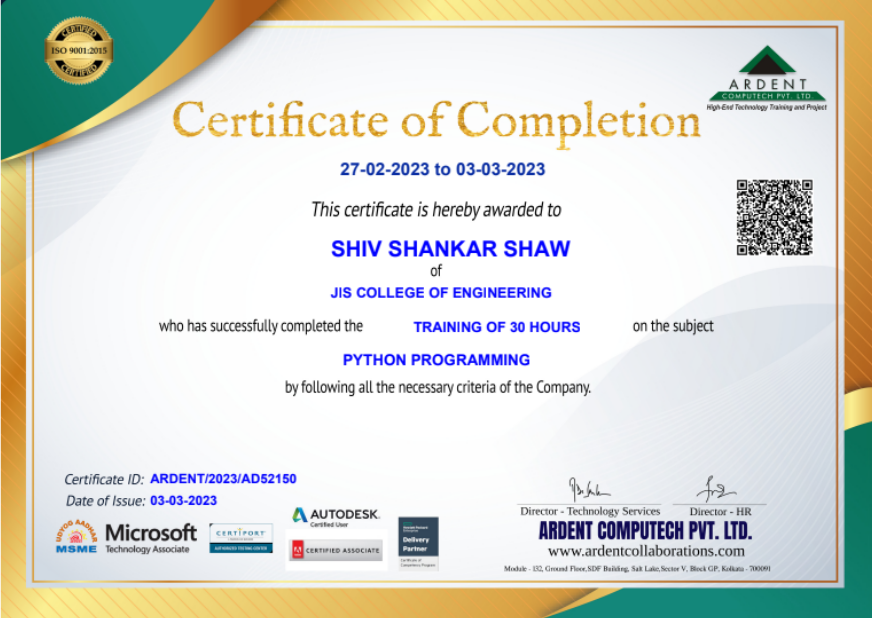 CERTIFIED
ISO 9001:2015
CERTIFIED
ARDENT
COMPUTECH PVT. LTD.
High-End Technology Training and Project
Certificate of Completion
27-02-2023 to 03-03-2023
This certificate is hereby awarded to
SHIV SHANKAR SHAW
of
JIS COLLEGE OF ENGINEERING
who has successfully completed the TRAINING OF 30 HOURS on the subject
PYTHON PROGRAMMING
by following all the necessary criteria of the Company.
Certificate ID: ARDENT/2023/AD52150
Date of Issue: 03-03-2023
UDYOG AADHAR
MSME
Microsoft
Technology Associate
CERTIPORT
AUTHORIZED TESTING CENTER
AUTODESK.
Certified User
CERTIFIED ASSOCIATE
Delivery
Partner
Certificate of
Competency Program
Director - Technology Services
Director - HR
ARDENT COMPUTECH PVT. LTD.
www.ardentcollaborations.com
Module - 132, Ground Floor,SDF Building, Salt Lake,Sector V, Block GP, Kolkata - 700091